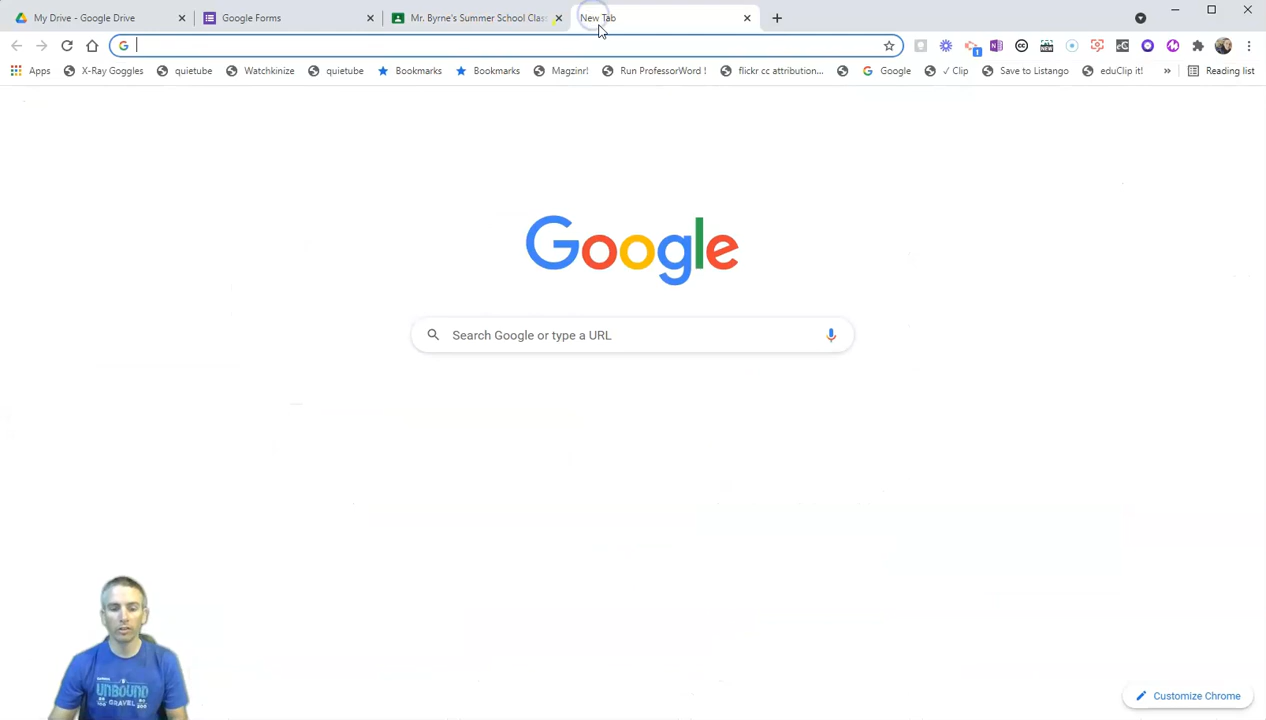 My Drive - Google Drive
Google Forms
Mr. Byrne's Summer School Class
New Tab
Apps
X-Ray Goggles
quietube
Watchkinize
quietube
Bookmarks
Bookmarks
Magzinr!
Run ProfessorWord !
flickr cc attribution...
Google
✓ Clip
Save to Listango
eduClip it!
»
Reading list
Google
Search Google or type a URL
UNBOUND
GRAVEL
Customize Chrome